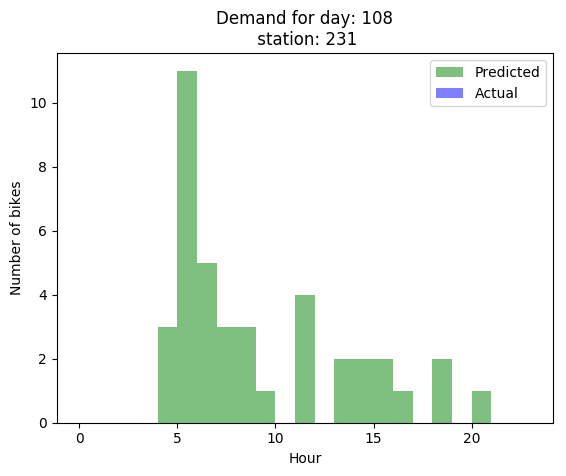 Demand for day: 108
station: 231
Predicted
Actual
Number of bikes
10
8
6
4
2
0
0
5
10
15
20
Hour